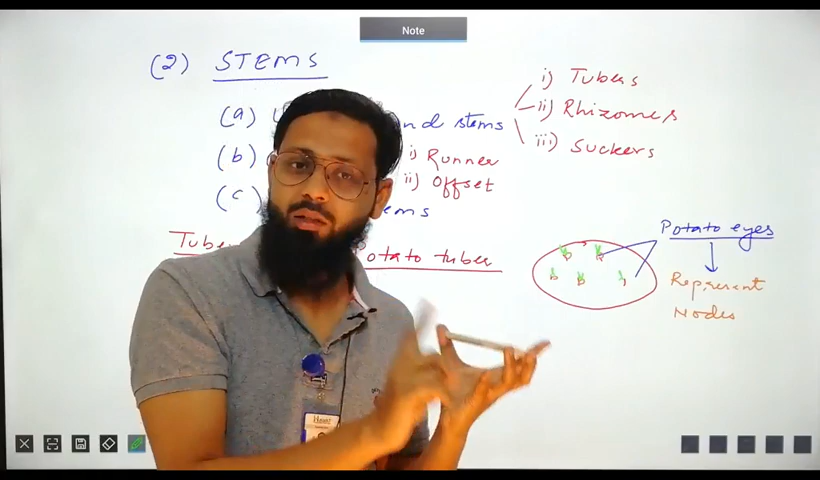 Note
(2) STEMS
(a) U nd stems
i) Tubers
ii) Rhizomes
iii) Suckers
(b) i) Runner
ii) Offset
(c) ems
Tube Potato tuber
Potato eyes
Represent
Nodes